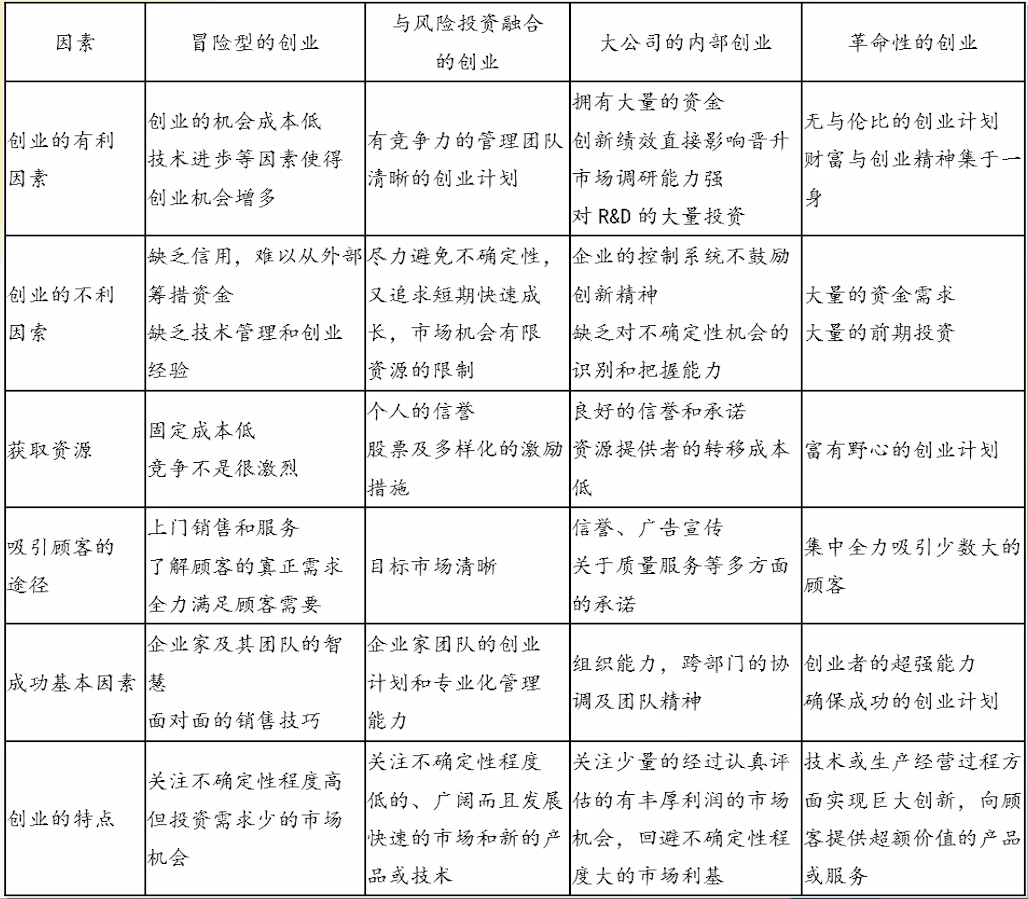 因素
冒险型的创业
与风险投资融合
的创业
大公司的内部创业
革命性的创业
创业的有利
因素
创业的机会成本低
技术进步等因素使得
创业机会增多
有竞争力的管理团队
清晰的创业计划
拥有大量的资金
创新绩效直接影响晋升
市场调研能力强
对 R&D 的大量投资
无与伦比的创业计划
财富与创业精神集于一
身
创业的不利
因索
缺乏信用，难以从外部
筹措资金
缺乏技术管理和创业
经验
尽力避免不确定性，
又追求短期快速成
长，市场机会有限
资源的限制
企业的控制系统不鼓励
创新精神
缺乏对不确定性机会的
识别和把握能力
大量的资金需求
大量的前期投资
获取资源
固定成本低
竞争不是很激烈
个人的信誉
股票及多样化的激励
措施
良好的信誉和承诺
资源提供者的转移成本
低
富有野心的创业计划
吸引顾客的
途径
上门销售和服务
了解顾客的真正需求
全力满足顾客需要
目标市场清晰
信誉、广告宣传
关于质量服务等多方面
的承诺
集中全力吸引少数大的
顾客
成功基本因素
企业家及其团队的智
慧
面对面的销售技巧
企业家团队的创业
计划和专业化管理
能力
组织能力，跨部门的协
调及团队精神
创业者的超强能力
确保成功的创业计划
创业的特点
关注不确定性程度高
但投资需求少的市场
机会
关注不确定性程度
低的、广阔而且发展
快速的市场和新的产
品或技术
关注少量的经过认真评
估的有丰厚利润的市场
机会，回避不确定性程
度大的市场利基
技术或生产经营过程方
面实现巨大创新，向顾
客提供超额价值的产品
或服务